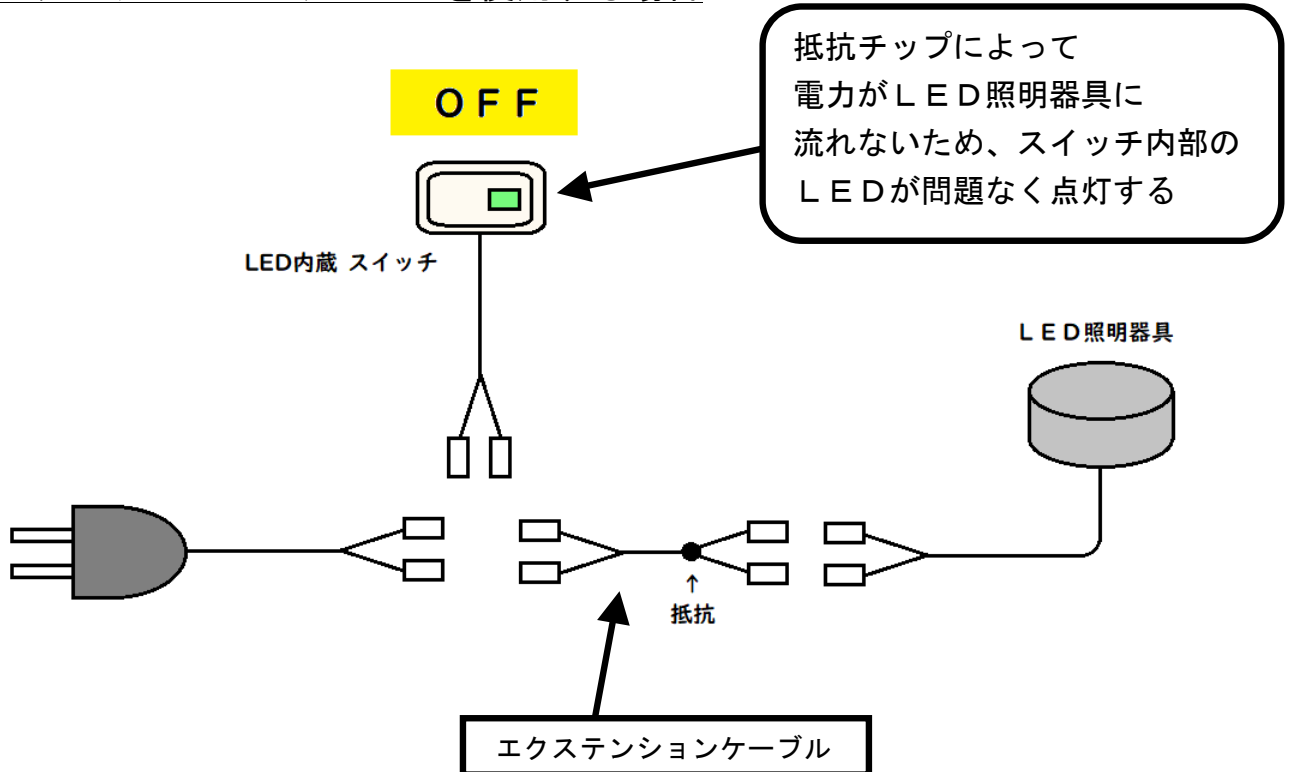 ＯＦＦ
抵抗チップによって
電力がＬＥＤ照明器具に
流れないため、スイッチ内部の
ＬＥＤが問題なく点灯する
LED内蔵 スイッチ
ＬＥＤ照明器具
↑
抵抗
エクステンションケーブル